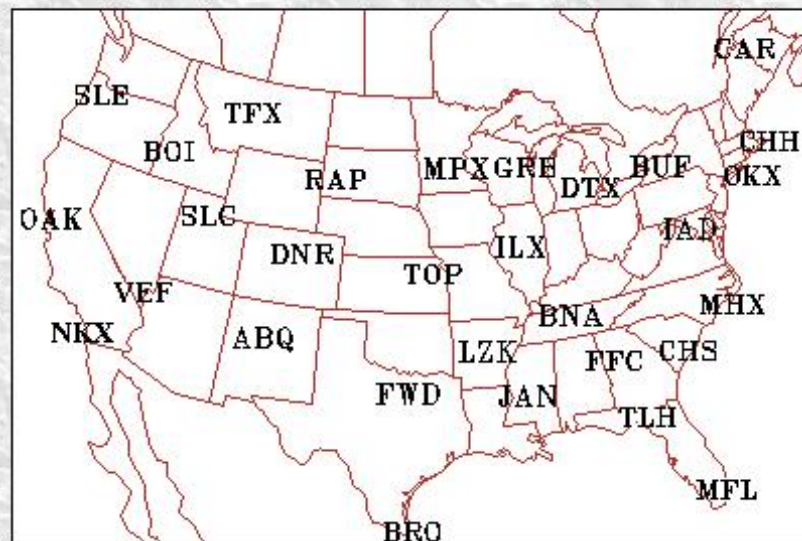 CAR
SLE
TFX
BOI
MPX GRB
BUF
CHH
RAP
DTX
OKX
OAK
SLC
IAD
DNR
ILX
TOP
VEF
MHX
NKX
BNA
ABQ
LZK
FFC
CHS
FWD
JAN
TLH
MFL
BRO